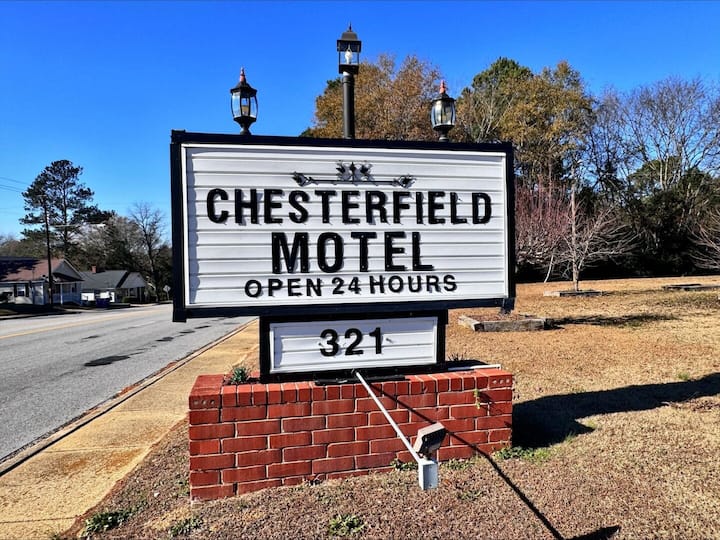 CHESTERFIELD
MOTEL
OPEN 24 HOURS
321